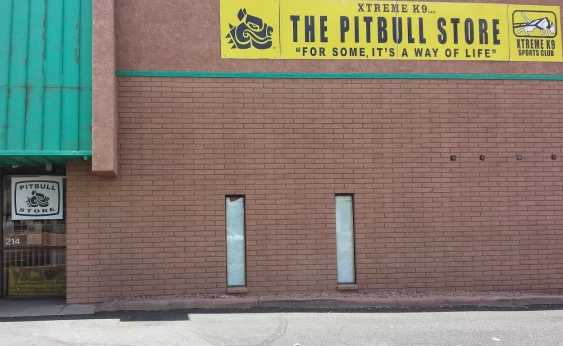 XTREME K9...
THE PITBULL STORE
"FOR SOME, IT'S A WAY OF LIFE"
XTREME K9
SPORTS CLUB
PITBULL
STORE
214